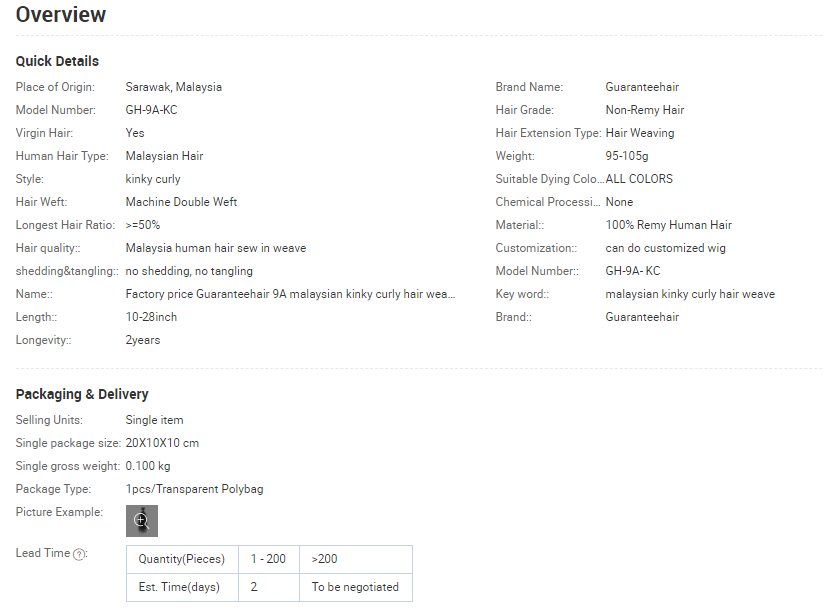 Overview
Quick Details
Place of Origin: Sarawak, Malaysia Brand Name: Guaranteehair
Model Number: GH-9A-KC Hair Grade: Non-Remy Hair
Virgin Hair: Yes Hair Extension Type: Hair Weaving
Human Hair Type: Malaysian Hair Weight: 95-105g
Style: kinky curly Suitable Dying Colo... ALL COLORS
Hair Weft: Machine Double Weft Chemical Processi... None
Longest Hair Ratio: >=50% Material:: 100% Remy Human Hair
Hair quality:: Malaysia human hair sew in weave Customization:: can do customized wig
shedding&tangling:: no shedding, no tangling Model Number:: GH-9A- KC
Name:: Factory price Guaranteehair 9A malaysian kinky curly hair wea... Key word:: malaysian kinky curly hair weave
Length:: 10-28inch Brand:: Guaranteehair
Longevity:: 2years
Packaging & Delivery
Selling Units: Single item
Single package size: 20X10X10 cm
Single gross weight: 0.100 kg
Package Type: 1pcs/Transparent Polybag
Picture Example:
Lead Time ?: Quantity(Pieces) 1 - 200 >200
Est. Time(days) 2 To be negotiated